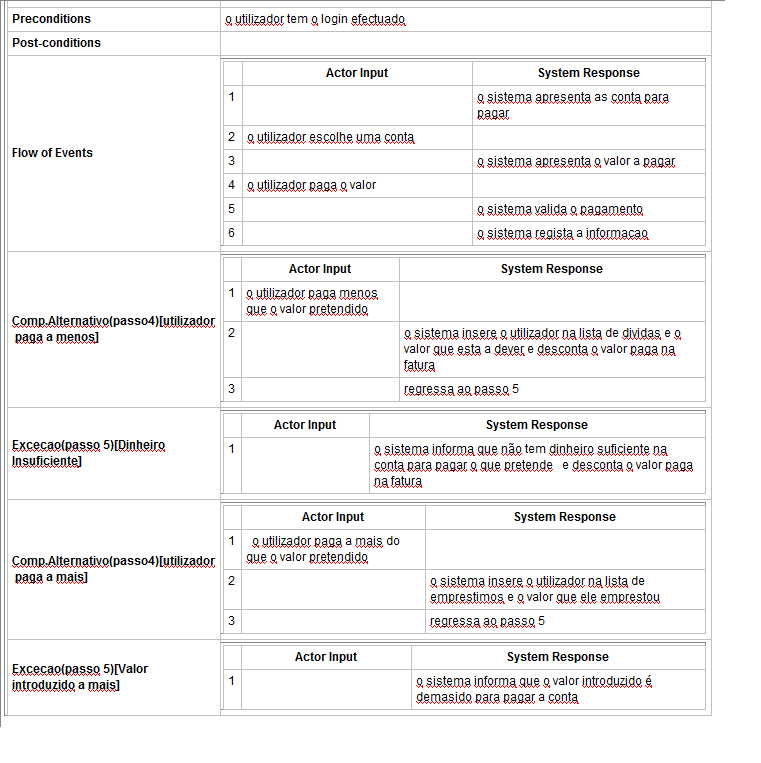 Preconditions
o utilizador tem o login efectuado
Post-conditions
Flow of Events
Actor Input
System Response
1
o sistema apresenta as conta para
pagar
2
o utilizador escolhe uma conta
3
o sistema apresenta o valor a pagar
4
o utilizador paga o valor
5
o sistema valida o pagamento
6
o sistema regista a informacao
Comp.Alternativo(passo4)[utilizador
paga a menos]
Actor Input
System Response
1
o utilizador paga menos
que o valor pretendido
2
o sistema insere o utilizador na lista de dividas e o
valor que esta a dever e desconta o valor paga na
fatura
3
regressa ao passo 5
Excecao(passo 5)[Dinheiro
Insuficiente]
Actor Input
System Response
1
o sistema informa que não tem dinheiro suficiente na
conta para pagar o que pretende e desconta o valor paga
na fatura
Comp.Alternativo(passo4)[utilizador
paga a mais]
Actor Input
System Response
1
o utilizador paga a mais do
que o valor pretendido
2
o sistema insere o utilizador na lista de
emprestimos e o valor que ele emprestou
3
regressa ao passo 5
Excecao(passo 5)[Valor
introduzido a mais]
Actor Input
System Response
1
o sistema informa que o valor introduzido é
demasido para pagar a conta